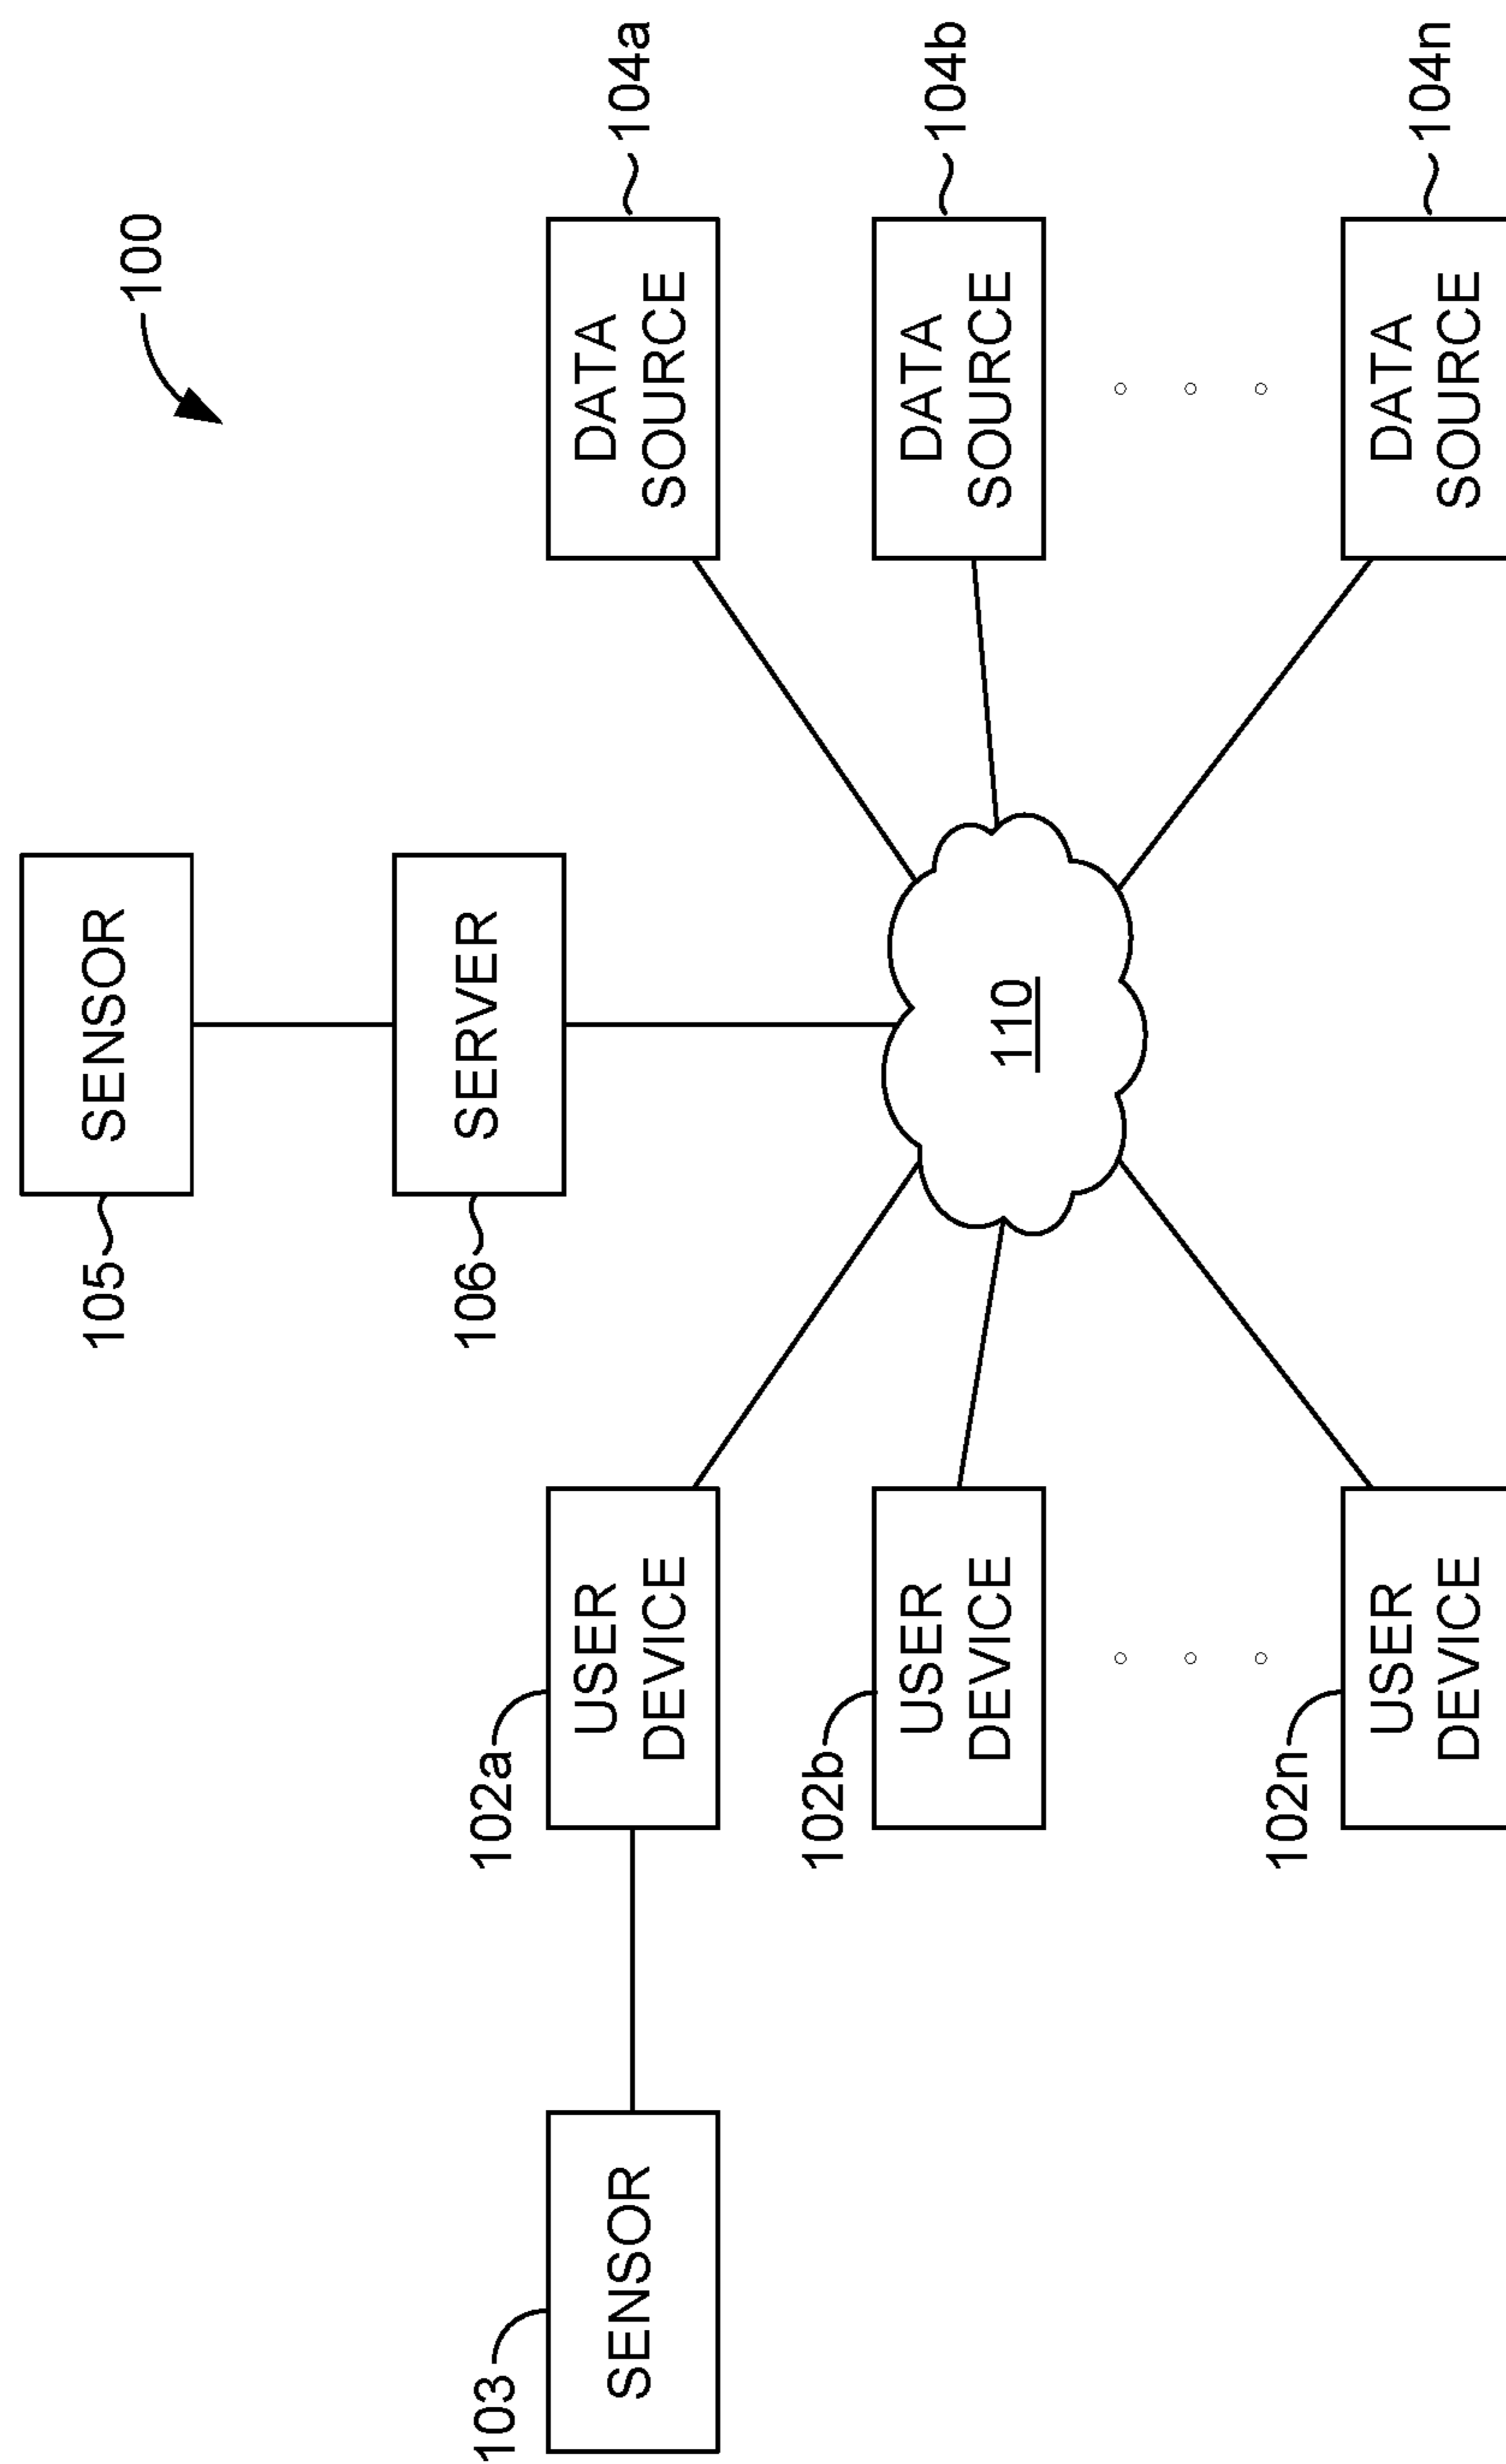 100
105
SENSOR
106
SERVER
103
SENSOR
102a
USER
DEVICE
104a
DATA
SOURCE
102b
USER
DEVICE
104b
DATA
SOURCE
110
102n
USER
DEVICE
104n
DATA
SOURCE